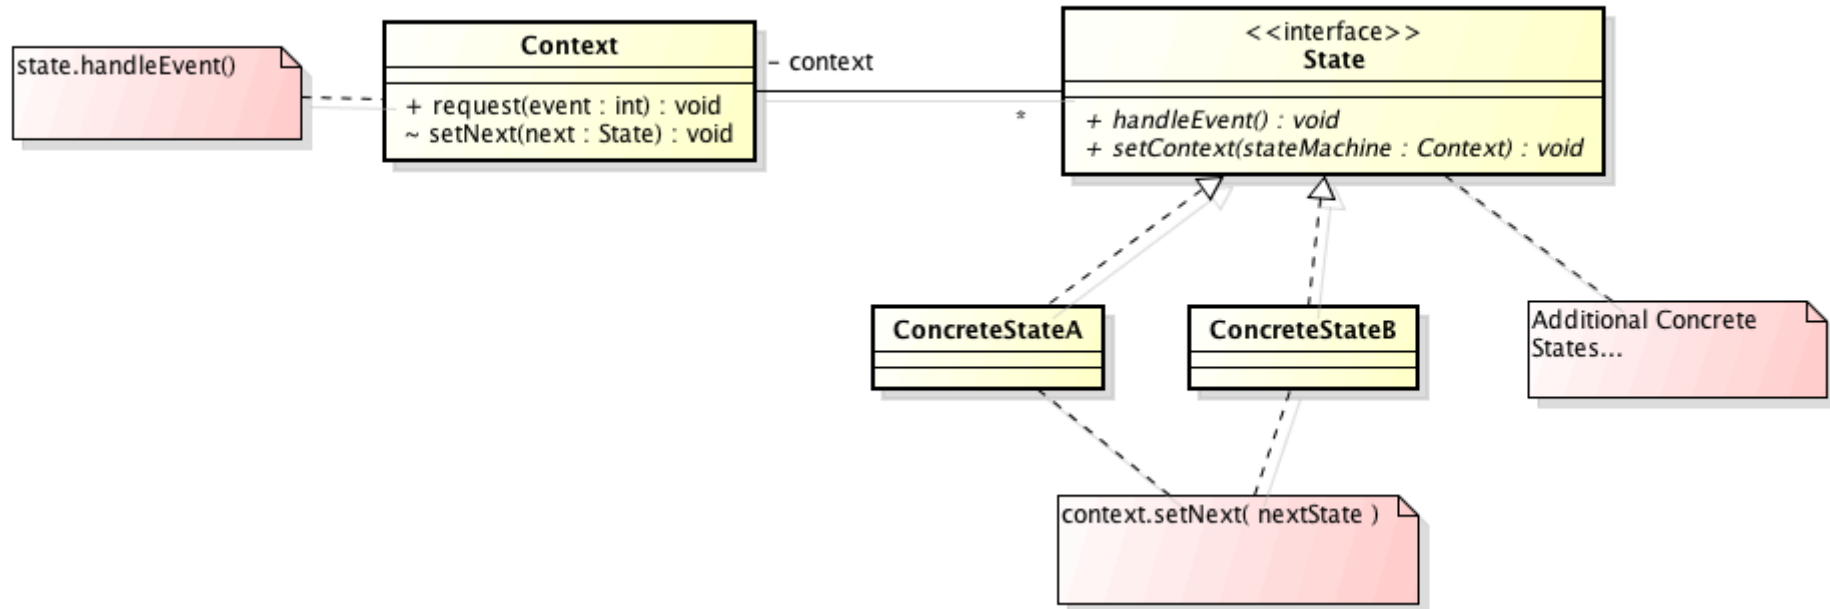 state.handleEvent()
Context
+ request(event : int) : void
~ setNext(next : State) : void
- context
*
<<interface>>
State
+ handleEvent() : void
+ setContext(stateMachine : Context) : void
ConcreteStateA
ConcreteStateB
Additional Concrete
States...
context.setNext( nextState )